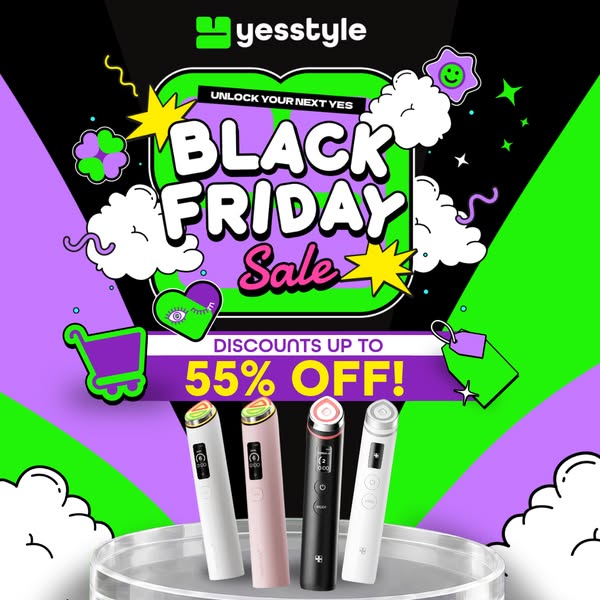 yesstyle
UNLOCK YOUR NEXT YES
BLACK
FRIDAY
Sale
DISCOUNTS UP TO
55% OFF!